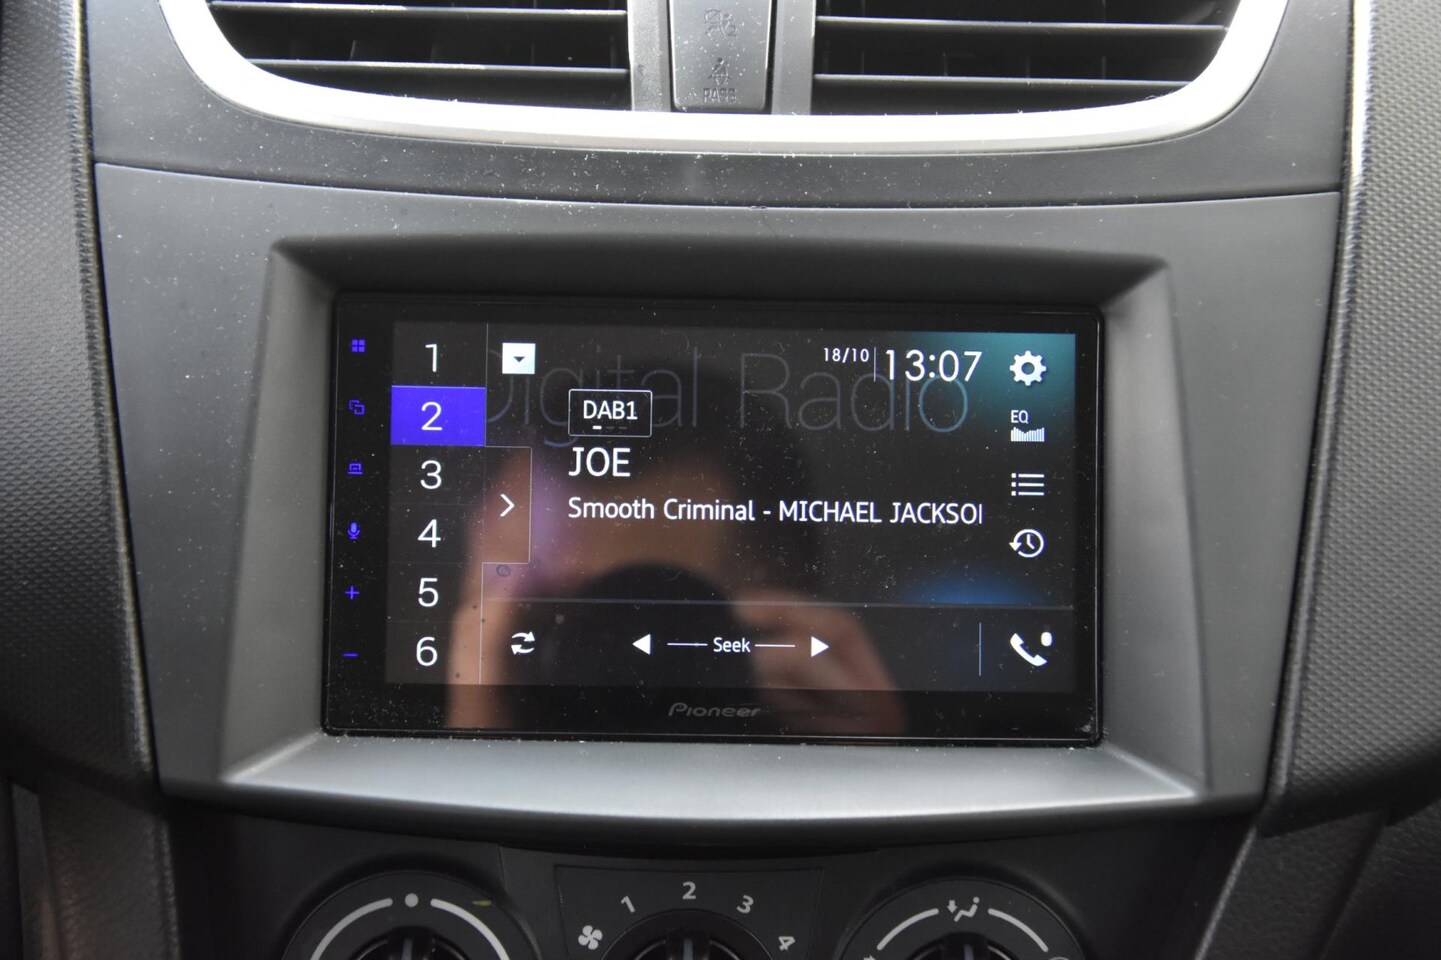 PASS
Digital Radio
18/10 13:07
1
2
3
4
5
6
DAB1
JOE
Smooth Criminal - MICHAEL JACKSO
EQ
Seek
Pioneer
1 2 3 4